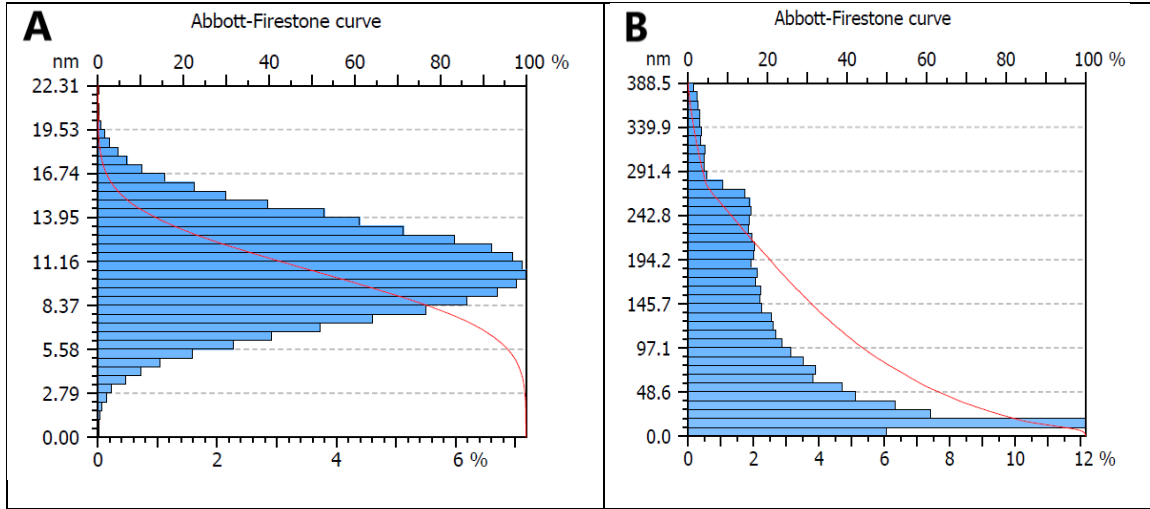 A
Abbott-Firestone curve
nm 0 20 40 60 80 100 %
22.31
19.53
16.74
13.95
11.16
8.37
5.58
2.79
0.00
0 2 4 6 %
B
Abbott-Firestone curve
nm 0 20 40 60 80 100 %
388.5
339.9
291.4
242.8
194.2
145.7
97.1
48.6
0.0
0 2 4 6 8 10 12 %